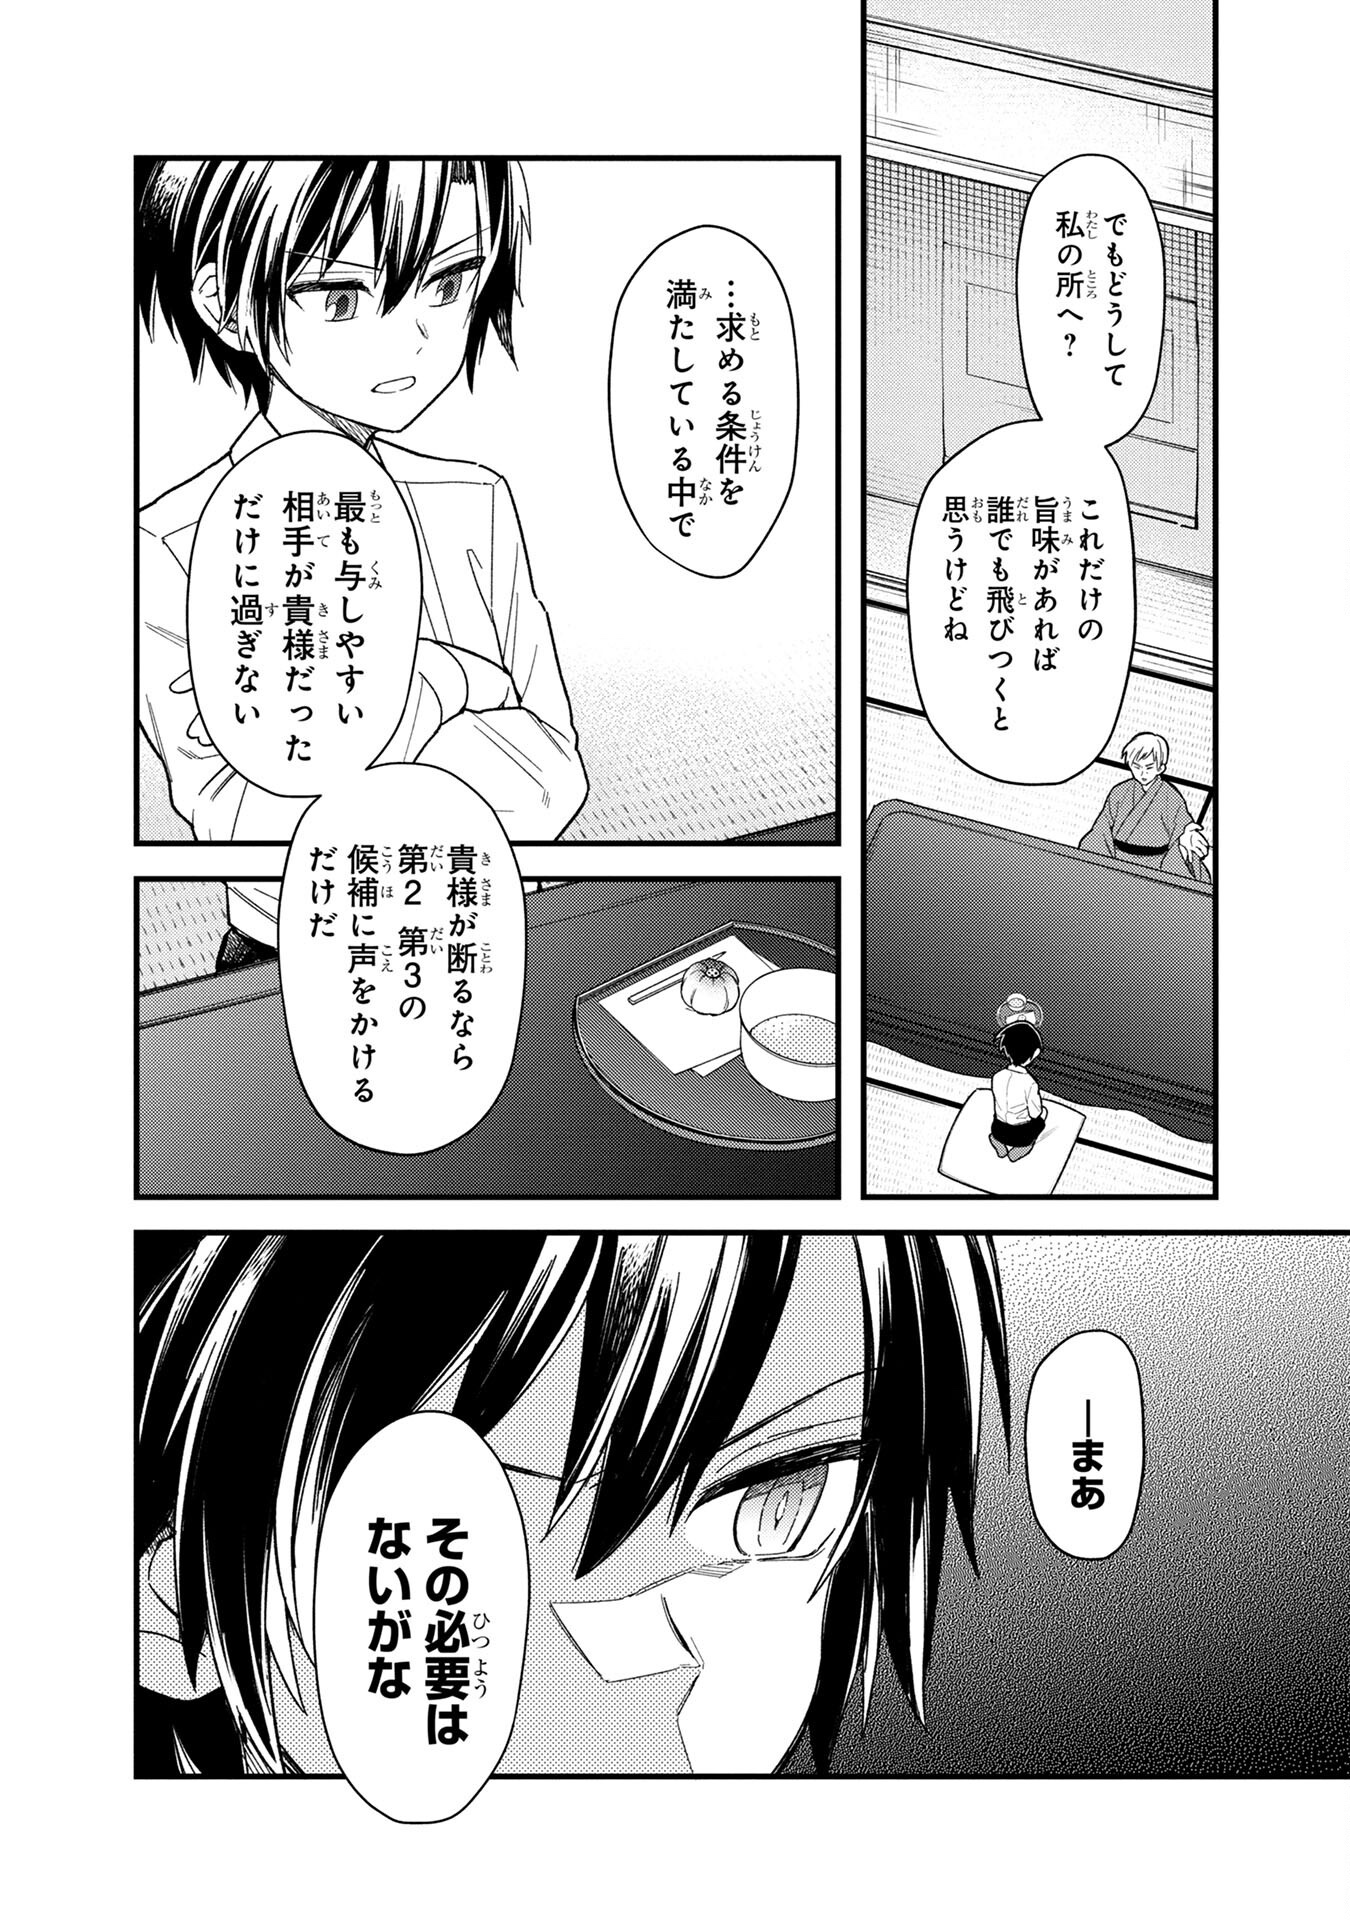 でもどうして
私の所へ？
これだけの
旨味があれば
誰でも飛びつくと
思うけどね
…求める条件を
満たしている中で
最も与しやすい
相手が貴様だった
だけに過ぎない
貴様が断るなら
第2 第3の
候補に声をかける
だけだ
―まあ
その必要は
ないがな